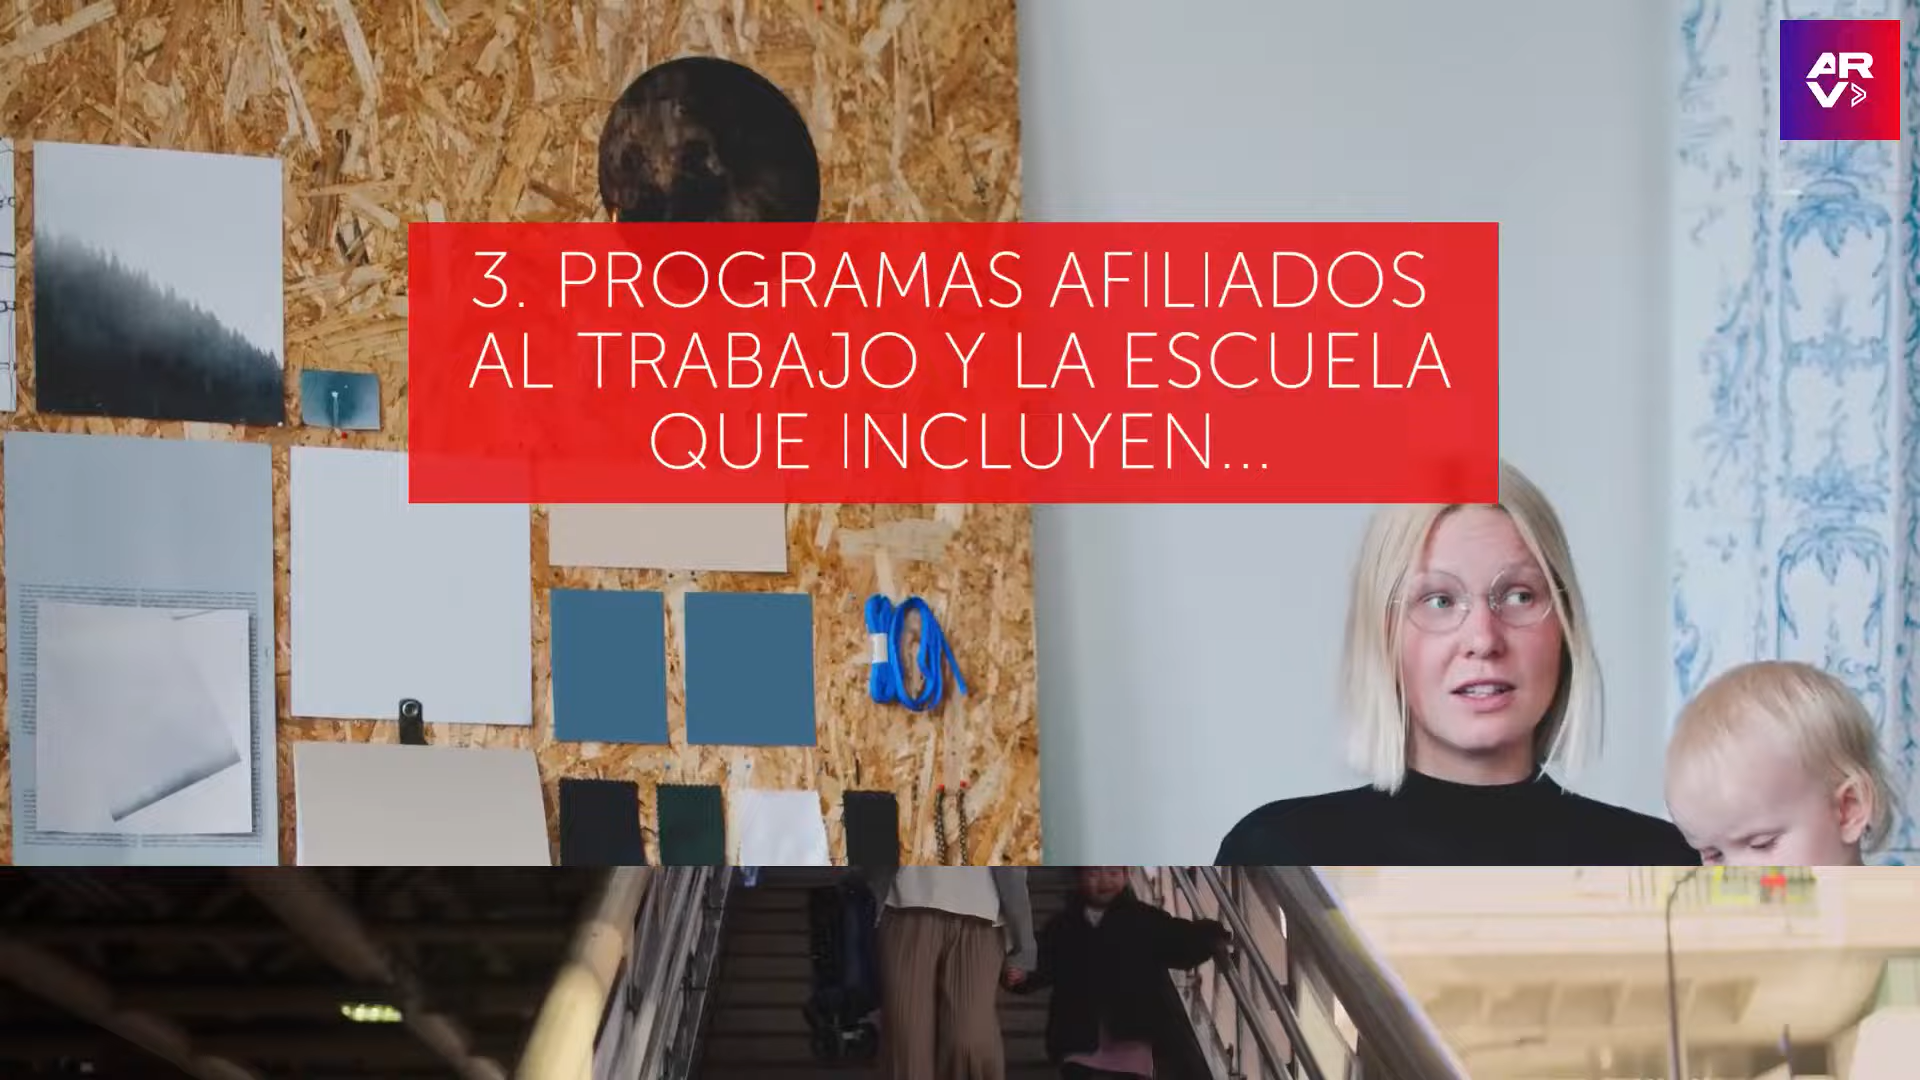 ARV
3. PROGRAMAS AFILIADOS
AL TRABAJO Y LA ESCUELA
QUE INCLUYEN...